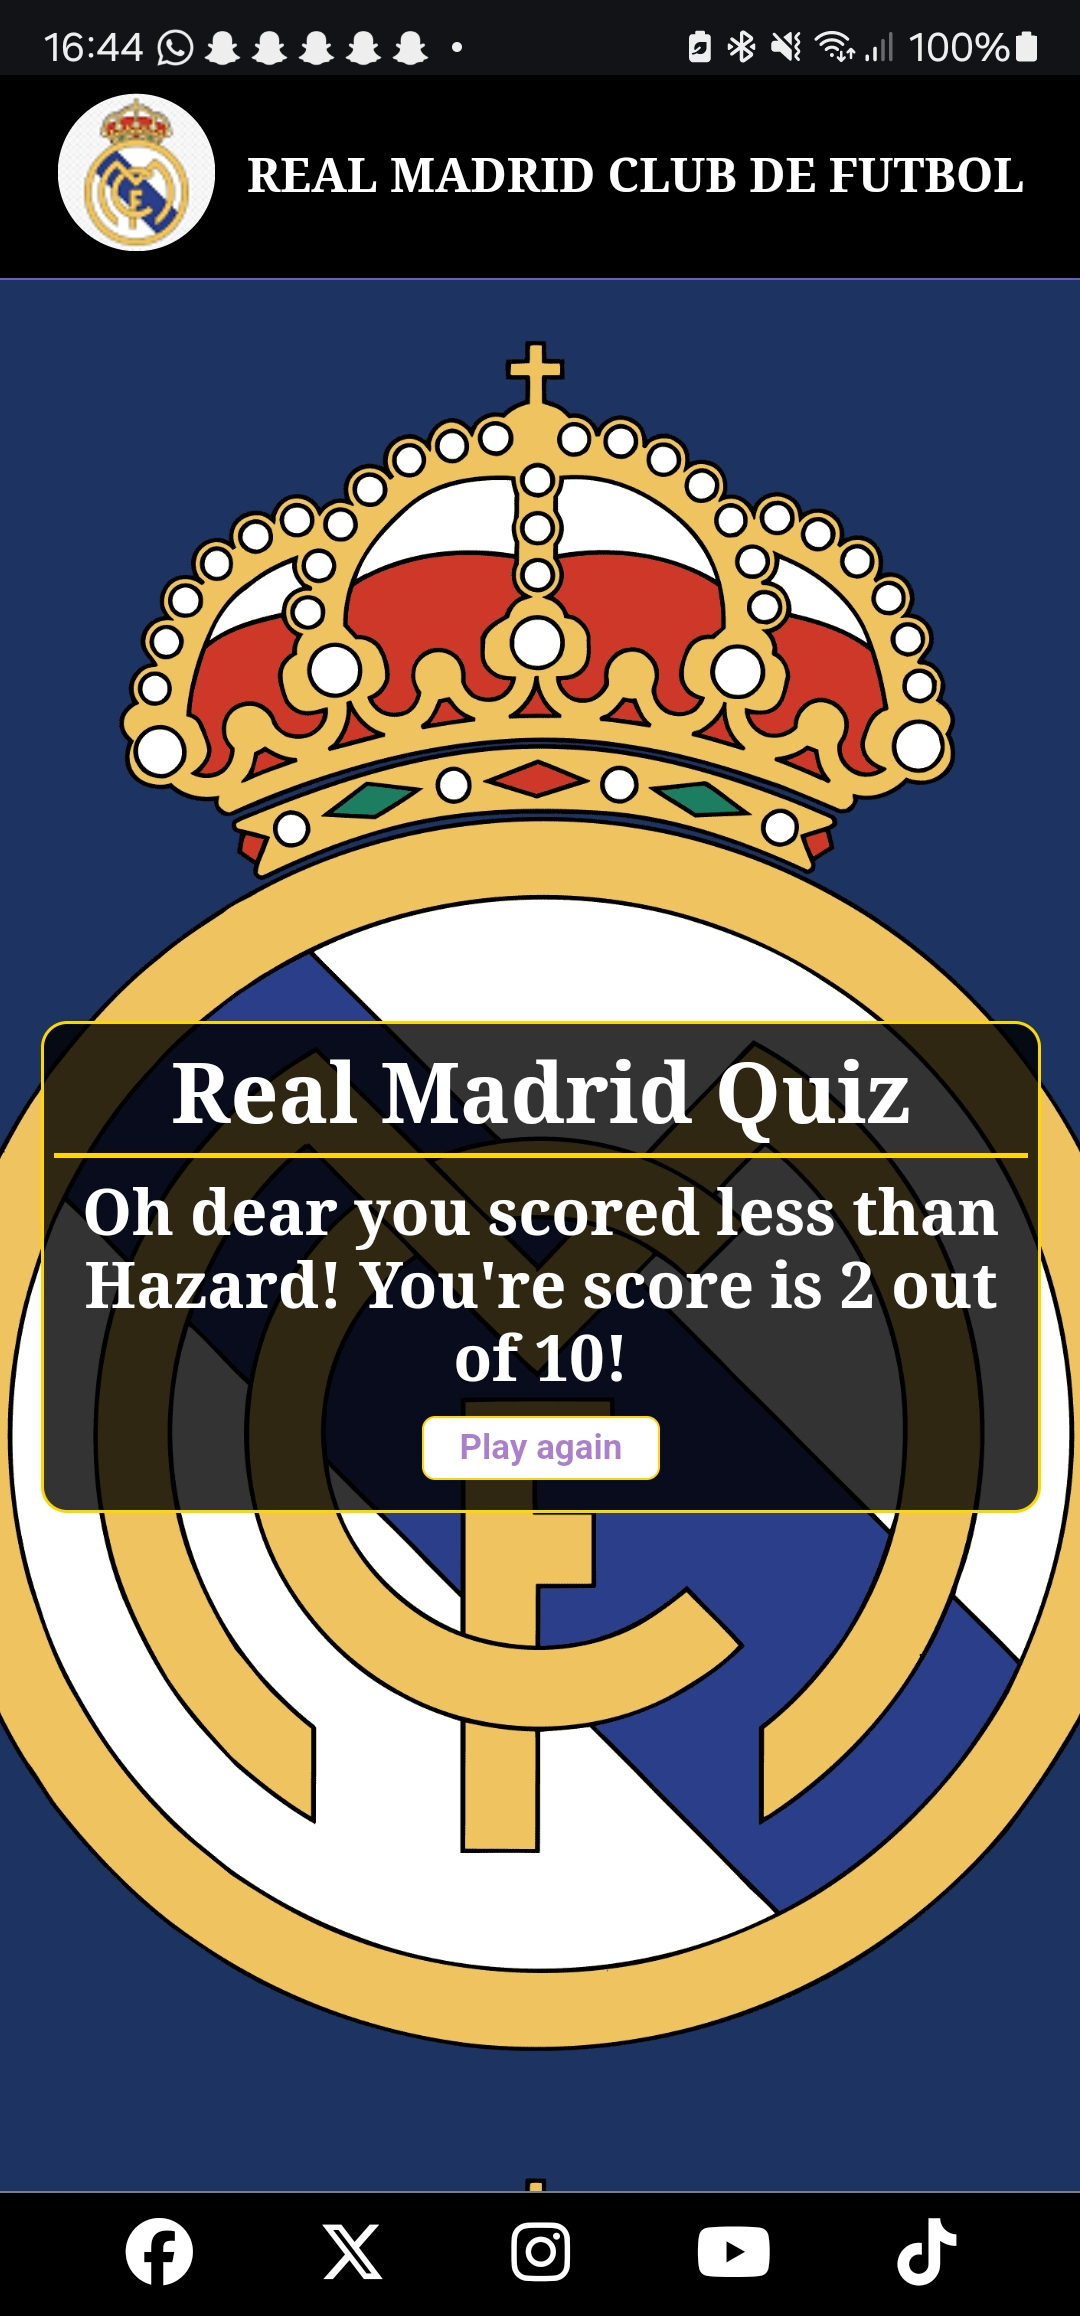 16:44 100%
REAL MADRID CLUB DE FUTBOL
Real Madrid Quiz
Oh dear you scored less than
Hazard! You're score is 2 out
of 10!
Play again